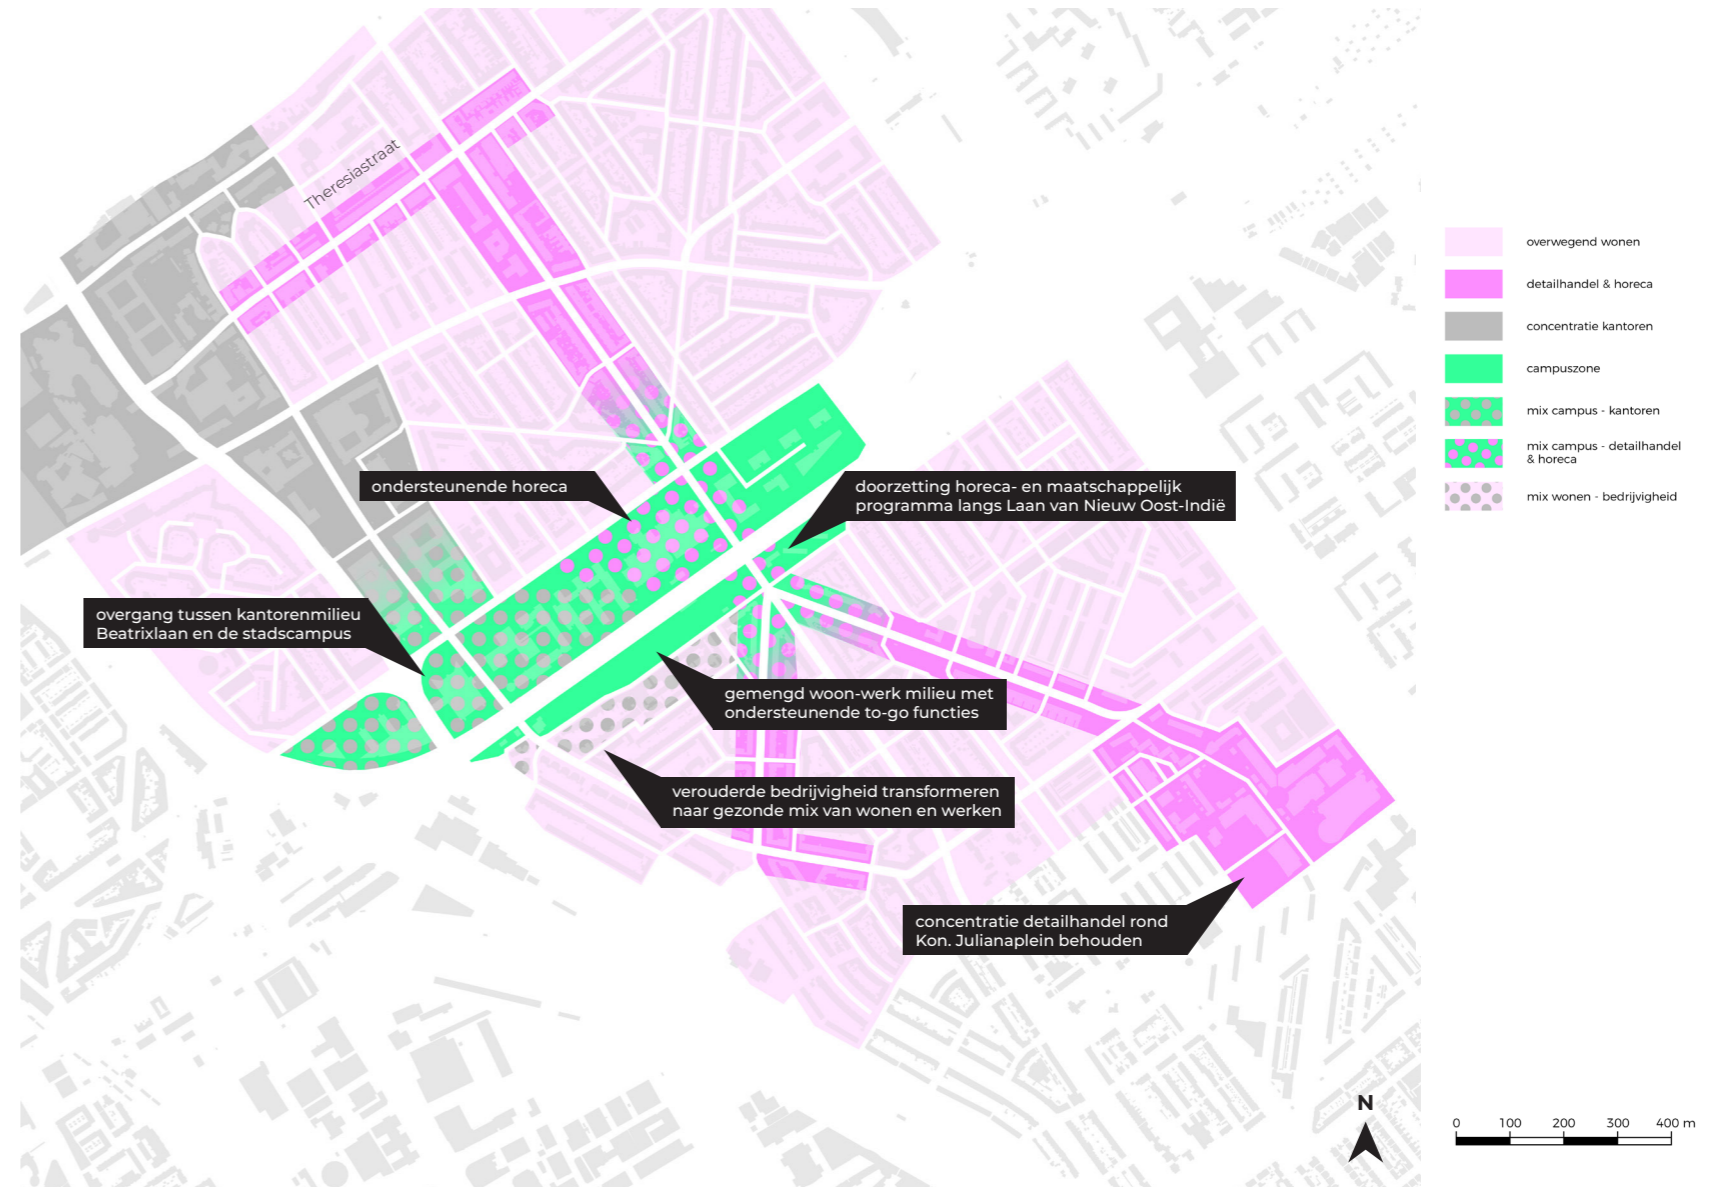 Theresiastraat
overwegend wonen
detailhandel & horeca
concentratie kantoren
campuszone
mix campus - kantoren
mix campus - detailhandel
& horeca
mix wonen - bedrijvigheid
ondersteunende horeca
doorzetting horeca- en maatschappelijk
programma langs Laan van Nieuw Oost-Indië
overgang tussen kantorenmilieu
Beatrixlaan en de stadscampus
gemengd woon-werk milieu met
ondersteunende to-go functies
verouderde bedrijvigheid transformeren
naar gezonde mix van wonen en werken
concentratie detailhandel rond
Kon. Julianaplein behouden
N
0 100 200 300 400 m